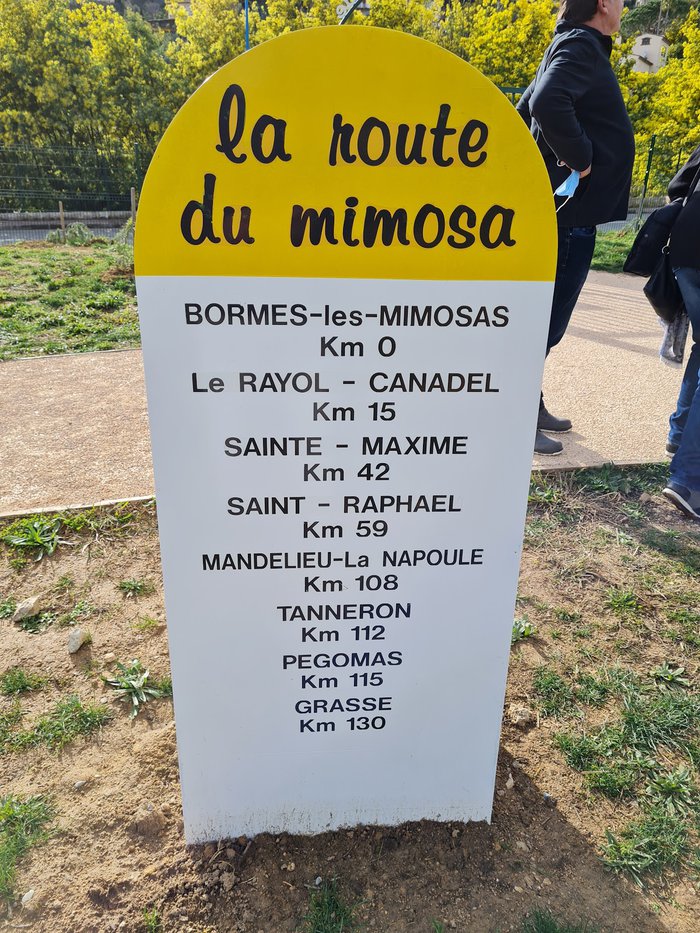 la route
du mimosa
BORMES-les-MIMOSAS
Km 0
Le RAYOL - CANADEL
Km 15
SAINTE - MAXIME
Km 42
SAINT - RAPHAEL
Km 59
MANDELIEU-La NAPOULE
Km 108
TANNERON
Km 112
PEGOMAS
Km 115
GRASSE
Km 130